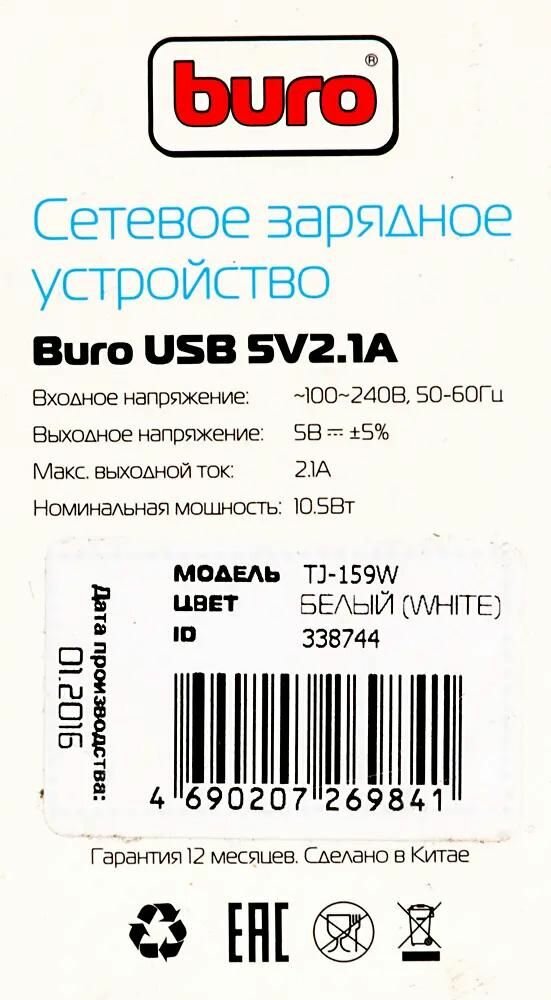 buro®
Сетевое зарядное
устройство
Buro USB 5V2.1A
Входное напряжение: ~100~240В, 50-60Гц
Выходное напряжение: 5В ⎓ ±5%
Макс. выходной ток: 2.1А
Номинальная мощность: 10.5Вт
МОДЕЛЬ TJ-159W
ЦВЕТ БЕЛЫЙ (WHITE)
ID 338744
Дата производства:
01.2016
4 690207 269841
Гарантия 12 месяцев. Сделано в Китае
EAC